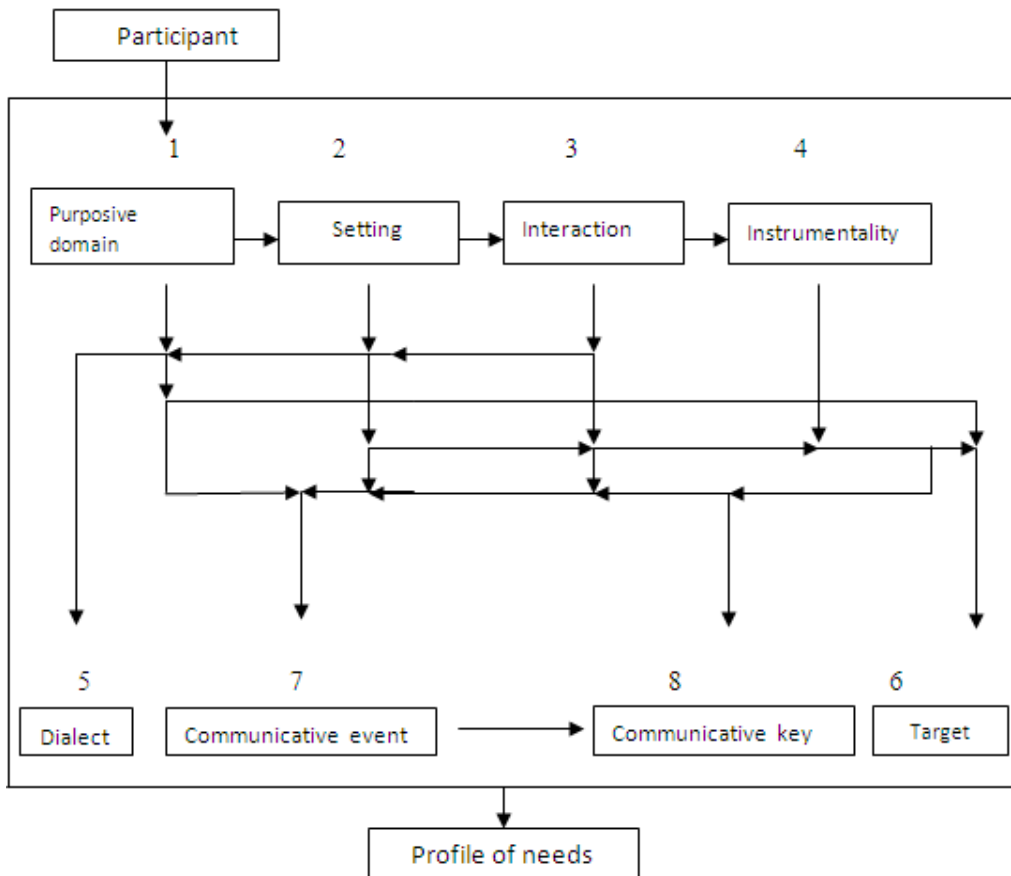 Participant
1 2 3 4
Purposive
domain
Setting
Interaction
Instrumentality
5 7 8 6
Dialect
Communicative event
Communicative key
Target
Profile of needs